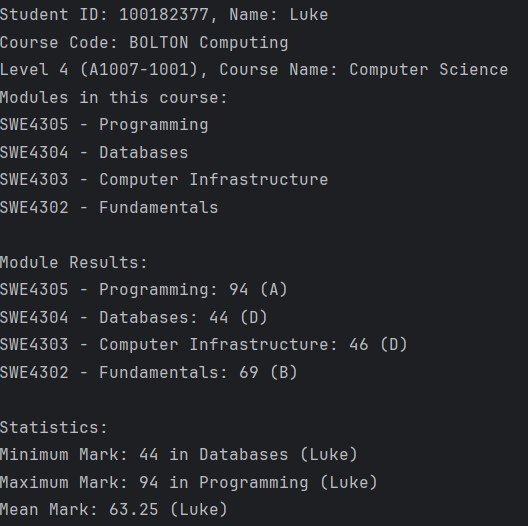 Student ID: 100182377, Name: Luke
Course Code: BOLTON Computing
Level 4 (A1007-1001), Course Name: Computer Science
Modules in this course:
SWE4305 - Programming
SWE4304 - Databases
SWE4303 - Computer Infrastructure
SWE4302 - Fundamentals

Module Results:
SWE4305 - Programming: 94 (A)
SWE4304 - Databases: 44 (D)
SWE4303 - Computer Infrastructure: 46 (D)
SWE4302 - Fundamentals: 69 (B)

Statistics:
Minimum Mark: 44 in Databases (Luke)
Maximum Mark: 94 in Programming (Luke)
Mean Mark: 63.25 (Luke)